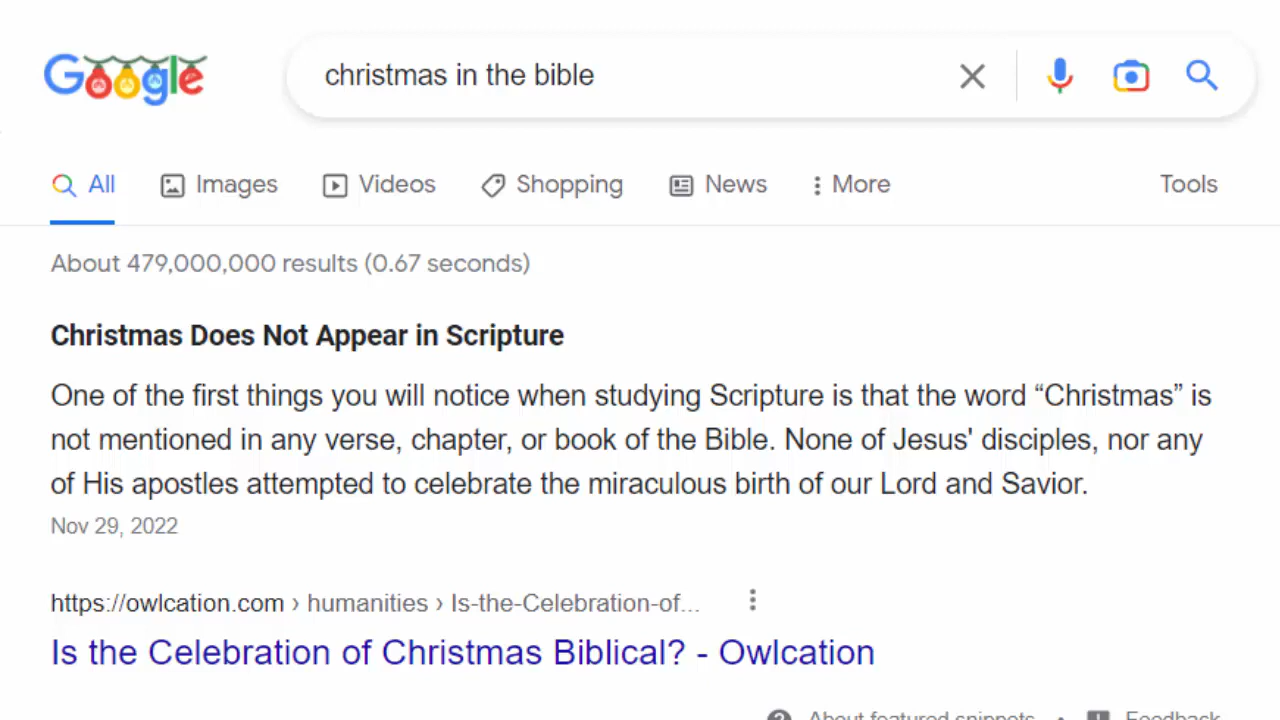 Google
christmas in the bible
All Images Videos Shopping News More Tools
About 479,000,000 results (0.67 seconds)
Christmas Does Not Appear in Scripture
One of the first things you will notice when studying Scripture is that the word “Christmas” is
not mentioned in any verse, chapter, or book of the Bible. None of Jesus' disciples, nor any
of His apostles attempted to celebrate the miraculous birth of our Lord and Savior.
Nov 29, 2022
https://owlcation.com › humanities › Is-the-Celebration-of...
Is the Celebration of Christmas Biblical? - Owlcation
About featured snippets • Feedback